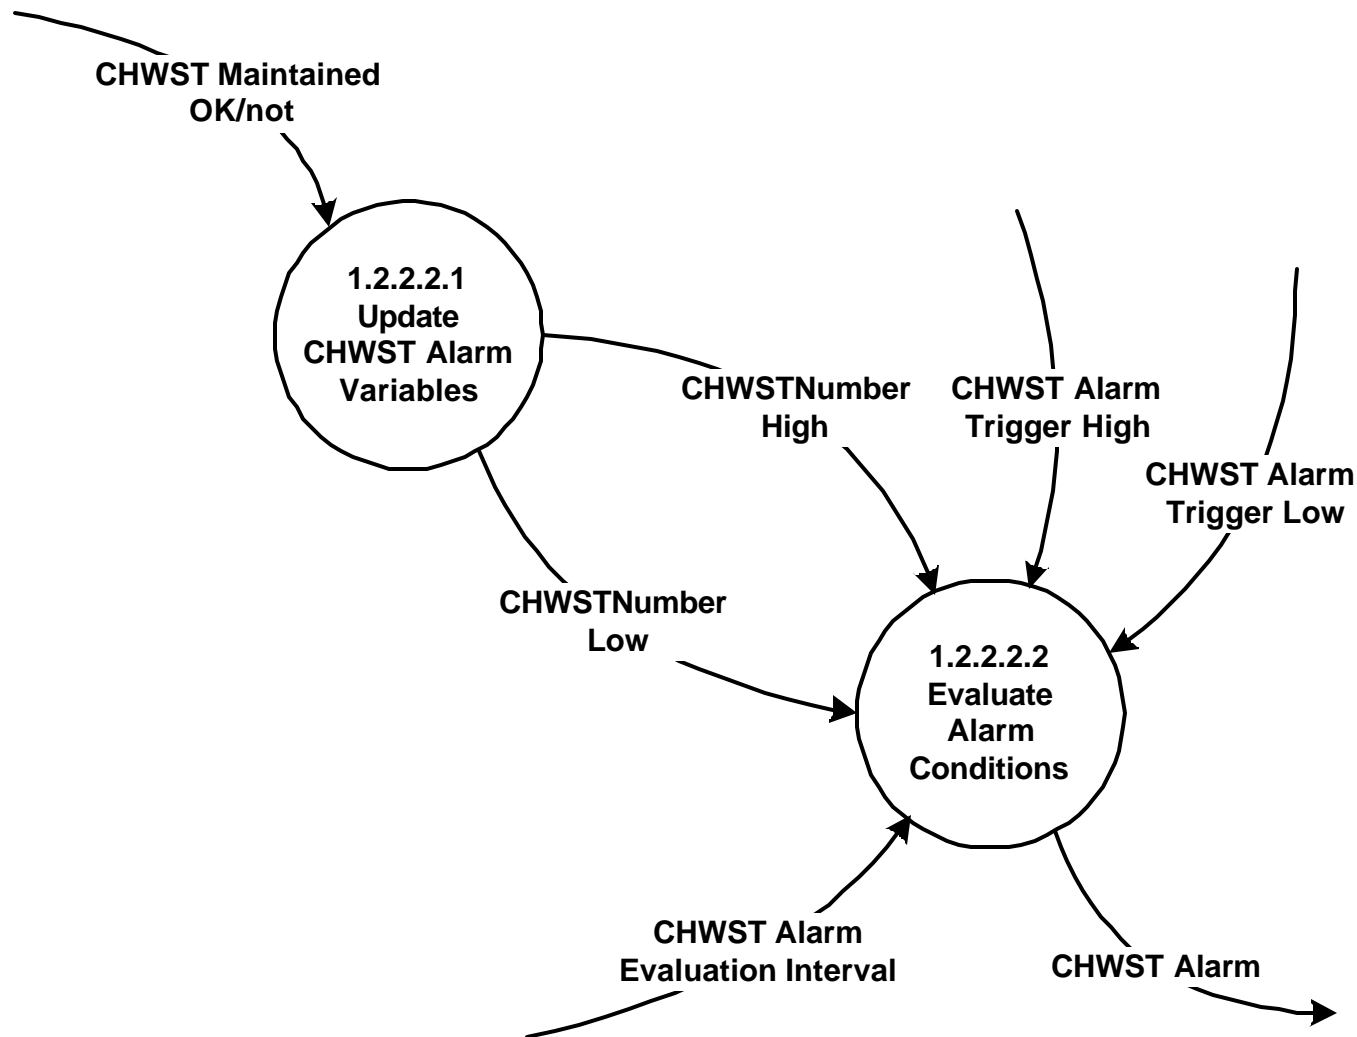 CHWST Maintained
OK/not
1.2.2.2.1
Update
CHWST Alarm
Variables
CHWSTNumber
High
CHWST Alarm
Trigger High
CHWST Alarm
Trigger Low
CHWSTNumber
Low
1.2.2.2.2
Evaluate
Alarm
Conditions
CHWST Alarm
Evaluation Interval
CHWST Alarm